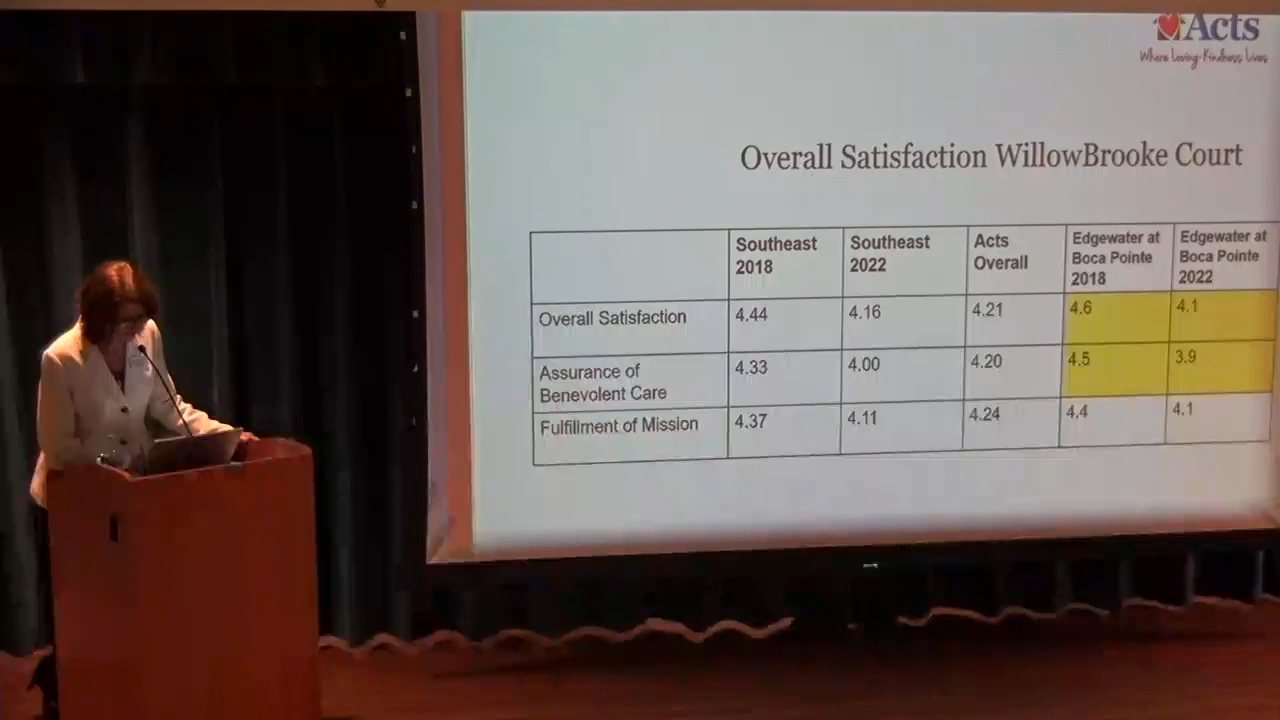 Acts
Where Loving-Kindness Lives
Overall Satisfaction WillowBrooke Court
Southeast 2018
Southeast 2022
Acts Overall
Edgewater at Boca Pointe 2018
Edgewater at Boca Pointe 2022
Overall Satisfaction 4.44 4.16 4.21 4.6 4.1
Assurance of Benevolent Care 4.33 4.00 4.20 4.5 3.9
Fulfillment of Mission 4.37 4.11 4.24 4.4 4.1